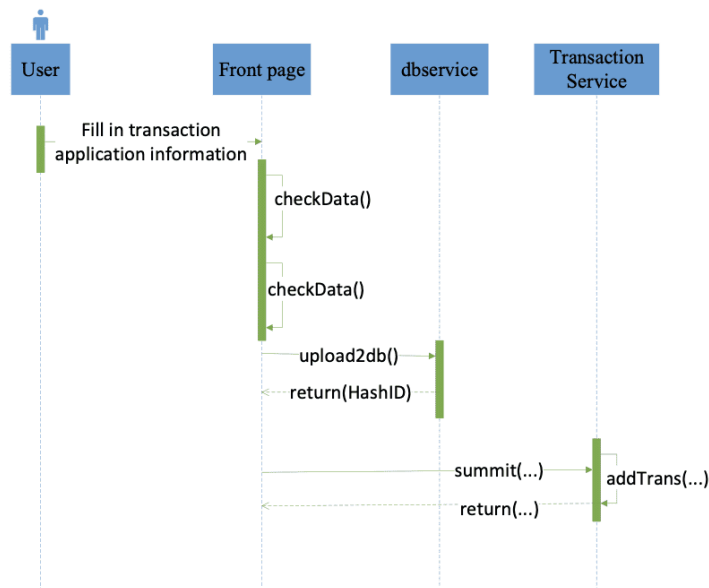 User
Front page
dbservice
Transaction
Service
Fill in transaction
application information
checkData()
checkData()
upload2db()
return(HashID)
summit(...)
addTrans(...)
return(...)